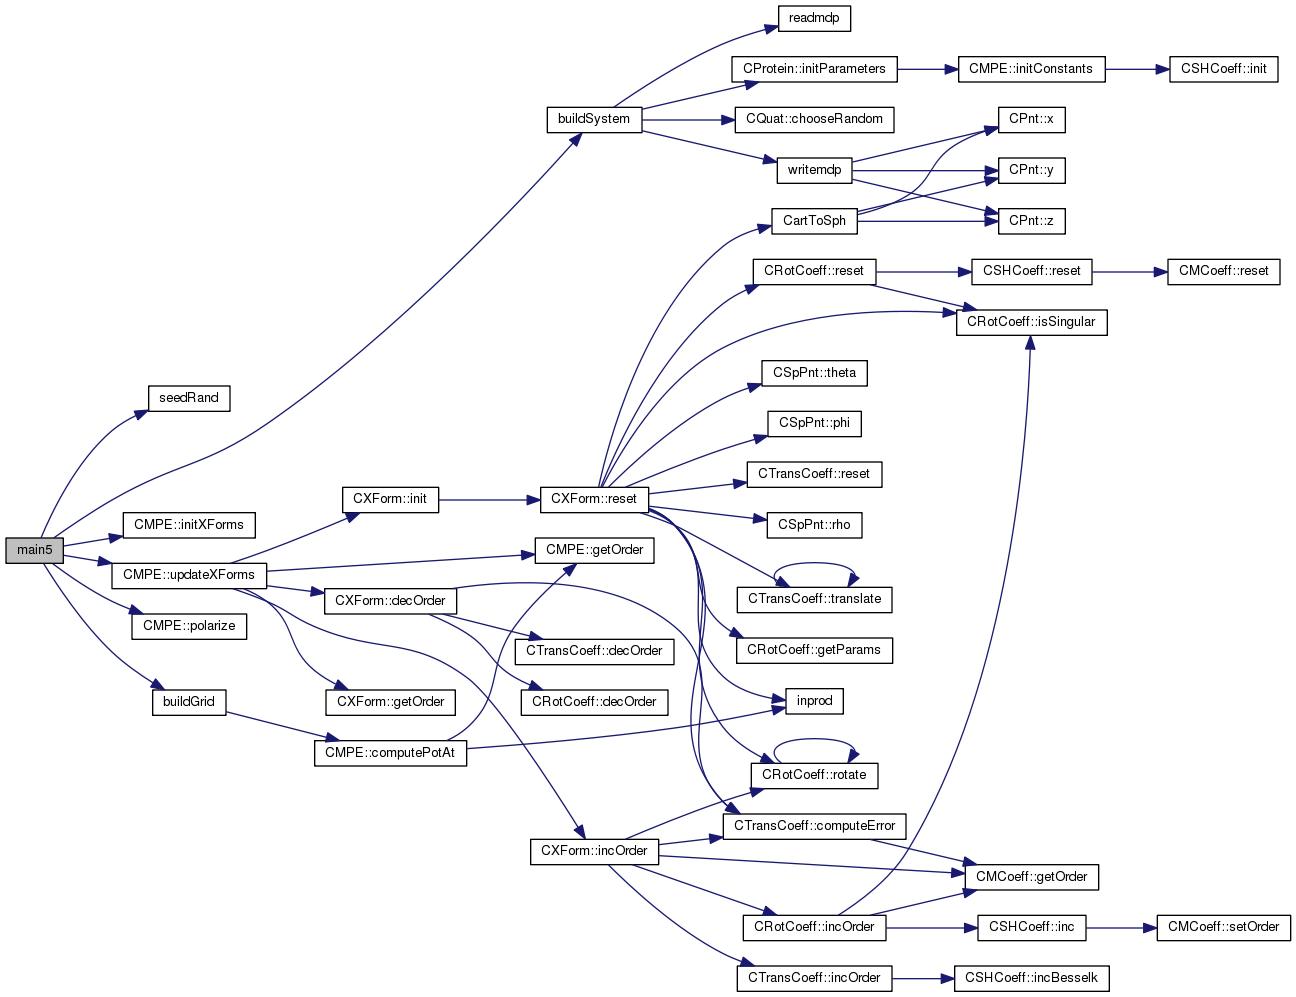 readmdp
CProtein::initParameters
CMPE::initConstants
CSHCoeff::init
buildSystem
CQuat::chooseRandom
CPnt::x
writemdp
CPnt::y
CartToSph
CPnt::z
CRotCoeff::reset
CSHCoeff::reset
CMCoeff::reset
CRotCoeff::isSingular
CSpPnt::theta
seedRand
CSpPnt::phi
CTransCoeff::reset
CXForm::init
CXForm::reset
CMPE::initXForms
CSpPnt::rho
main5
CMPE::getOrder
CMPE::updateXForms
CXForm::decOrder
CTransCoeff::translate
CMPE::polarize
CTransCoeff::decOrder
CRotCoeff::getParams
buildGrid
CXForm::getOrder
CRotCoeff::decOrder
inprod
CMPE::computePotAt
CRotCoeff::rotate
CTransCoeff::computeError
CXForm::incOrder
CMCoeff::getOrder
CRotCoeff::incOrder
CSHCoeff::inc
CMCoeff::setOrder
CTransCoeff::incOrder
CSHCoeff::incBesselk